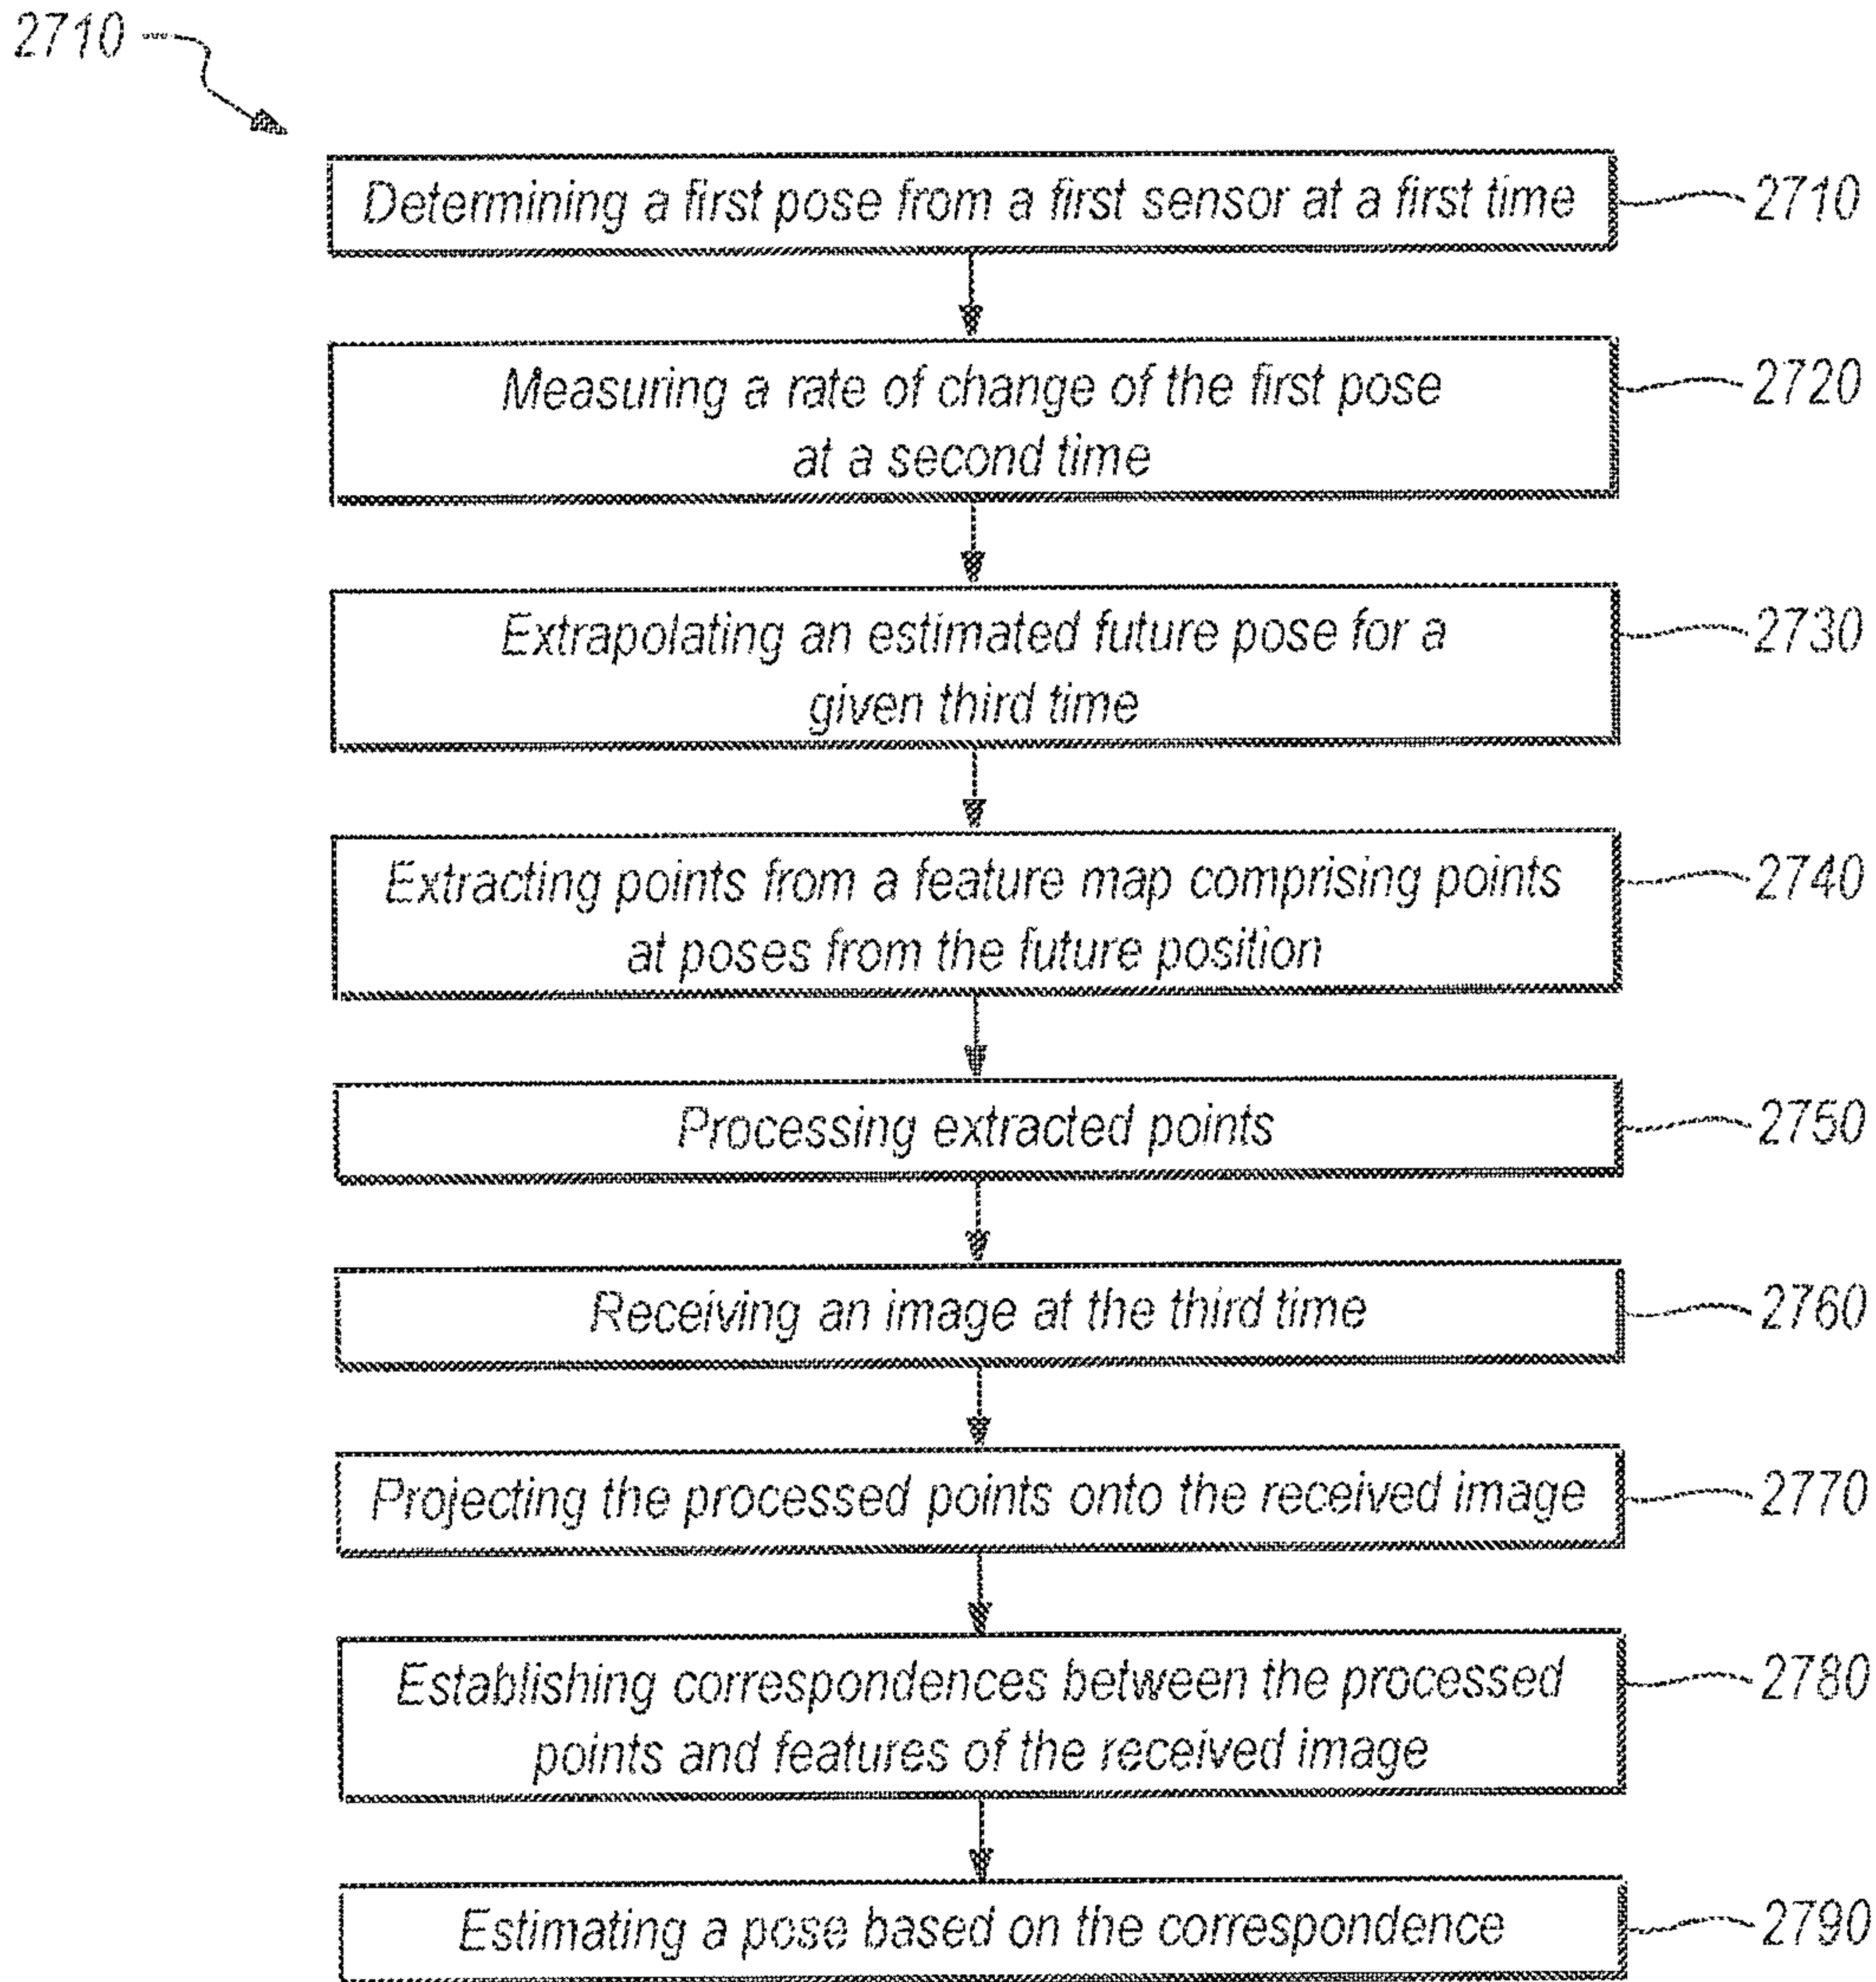 2710
Determining a first pose from a first sensor at a first time
2710
Measuring a rate of change of the first pose
at a second time
2720
Extrapolating an estimated future pose for a
given third time
2730
Extracting points from a feature map comprising points
at poses from the future position
2740
Processing extracted points
2750
Receiving an image at the third time
2760
Projecting the processed points onto the received image
2770
Establishing correspondences between the processed
points and features of the received image
2780
Estimating a pose based on the correspondence
2790